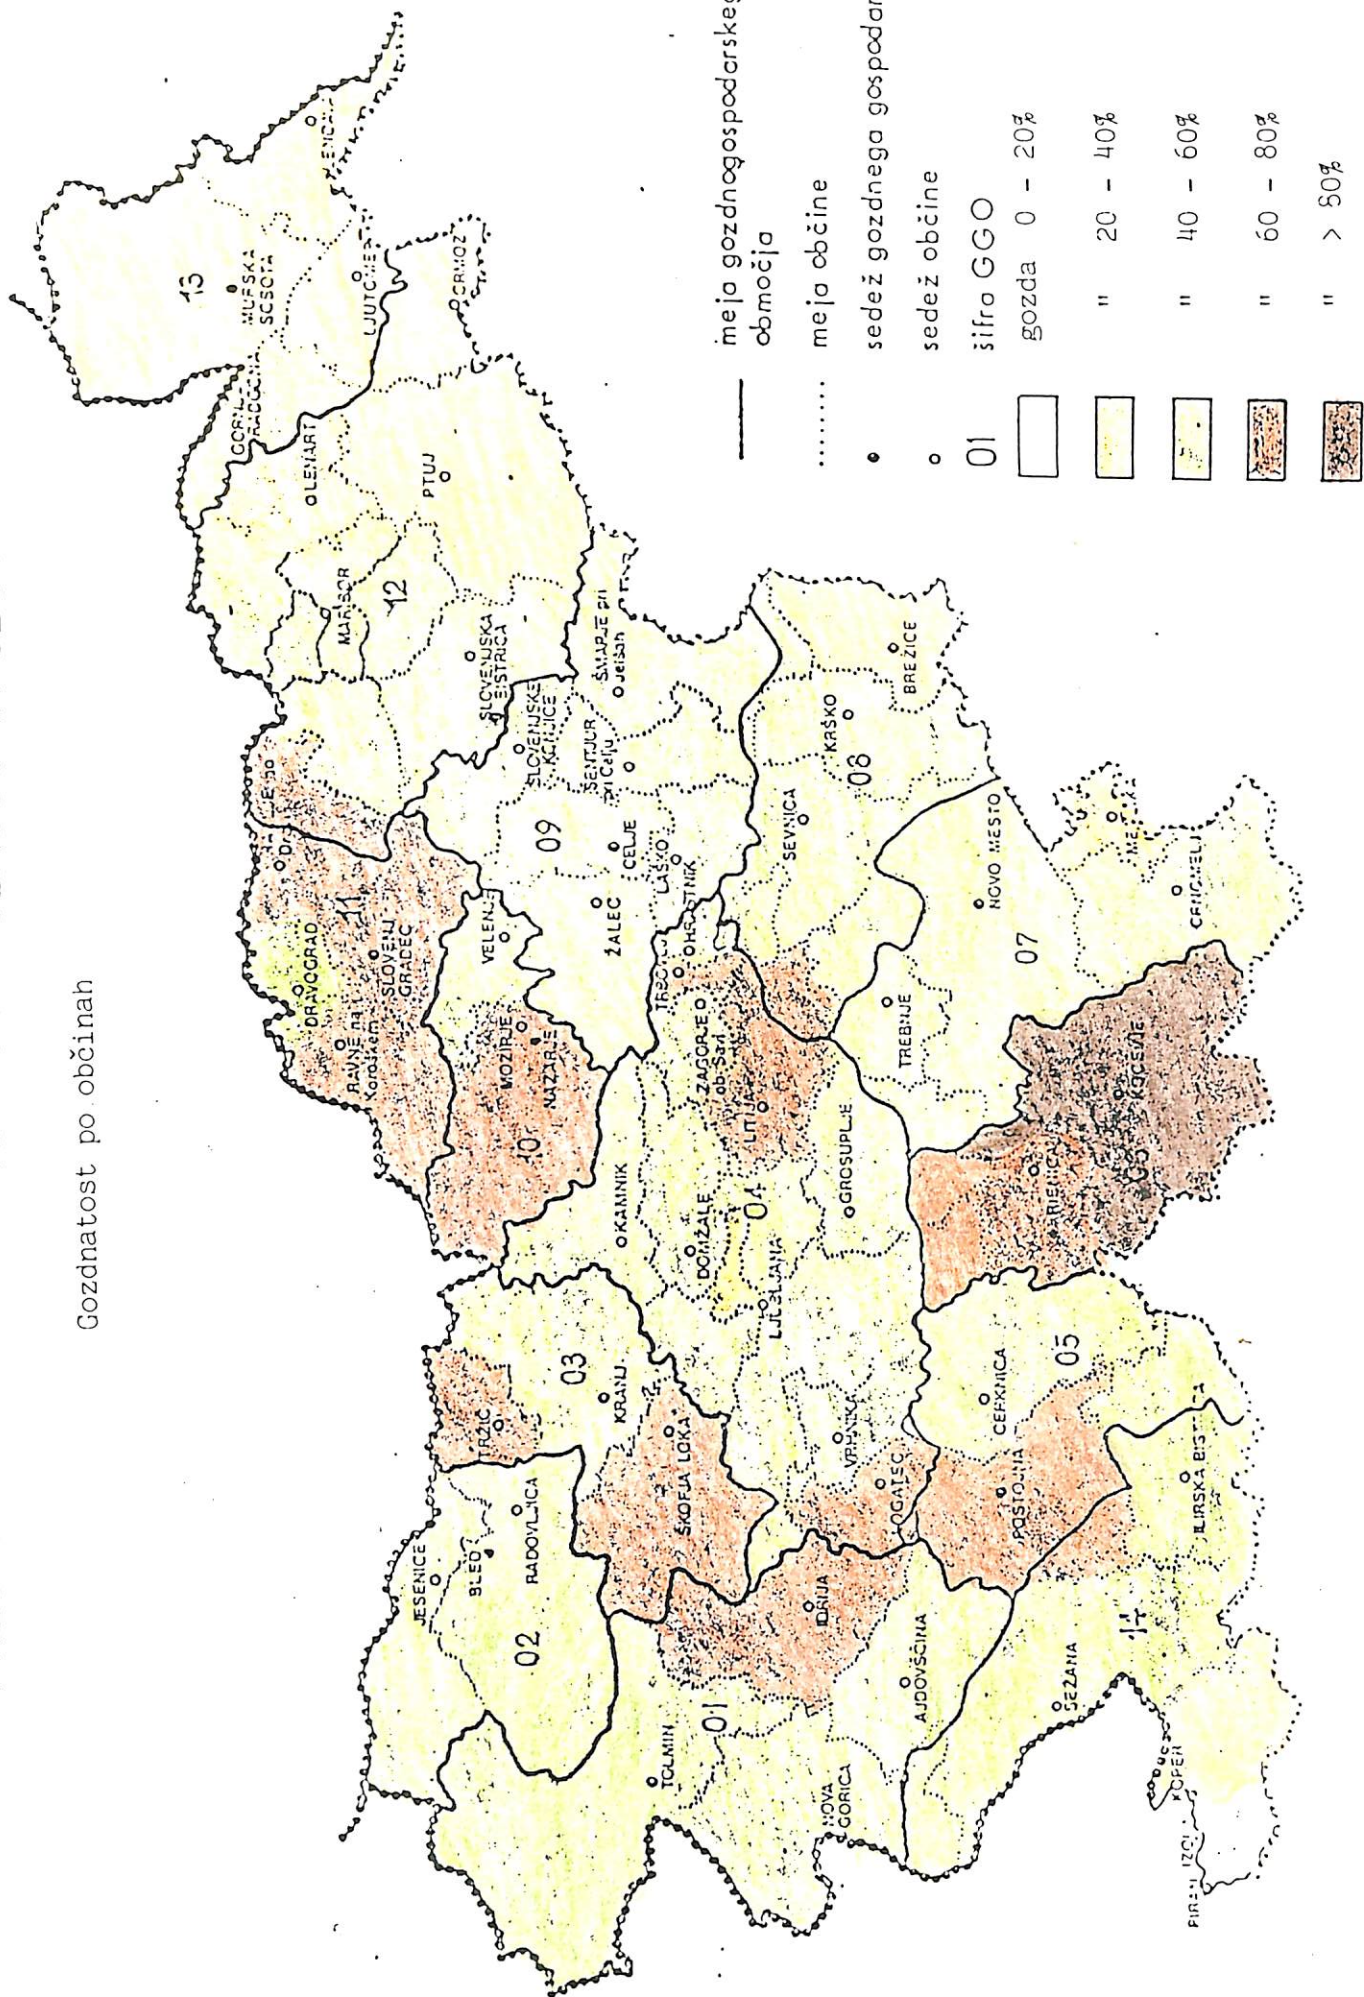 Gozdnatost po občinah
13
MURSKA
SOBOTA
GORNJA
RADGONA
LJUTOMER
ORMOŽ
LENART
PTUJ
MARIBOR
12
SLOVENJSKA
BISTRICA
SLOVENJSKE
KONJICE
ŠMARJE pri
Jelšah
ŠENTJUR
pri Celju
DRAVOGRAD
RAVNE na
Koroškem
11
SLOVENJ
GRADEC
VELENJE
MOZIRJE
NAZARJE
10
09
CELJE
ŽALEC
LAŠKO
HRASTNIK
TRBOVLJE
ZAGORJE
ob Savi
LITIJA
SEVNICA
KRŠKO
08
BREŽICE
NOVO MESTO
07
TREBNJE
ČRNOMELJ
KAMNIK
DOMŽALE
04
LJUBLJANA
GROSUPLJE
VRHNIKA
LOGATEC
KOČEVJE
TRŽIČ
03
KRANJ
ŠKOFJA LOKA
JESENICE
BLED
RADOVLJICA
02
CERKNICA
05
POSTOJNA
ILIRSKA BISTRICA
IDRIJA
AJDOVŠČINA
TOLMIN
01
NOVA
GORICA
SEŽANA
14
KOPER
meja gozdnogospodarskeg
območja
meja občine
sedež gozdnega gospodar
sedež občine
01 šifra GGO
gozda 0 - 20%
" 20 - 40%
" 40 - 60%
" 60 - 80%
" > 80%